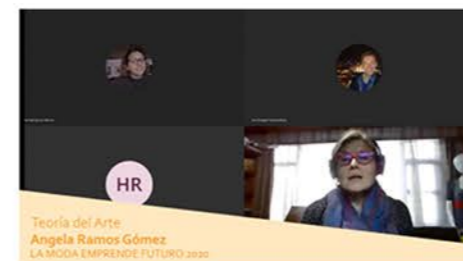 HR
Teoría del Arte
Angela Ramos Gómez
LA MODA EMPRENDE FUTURO 2020